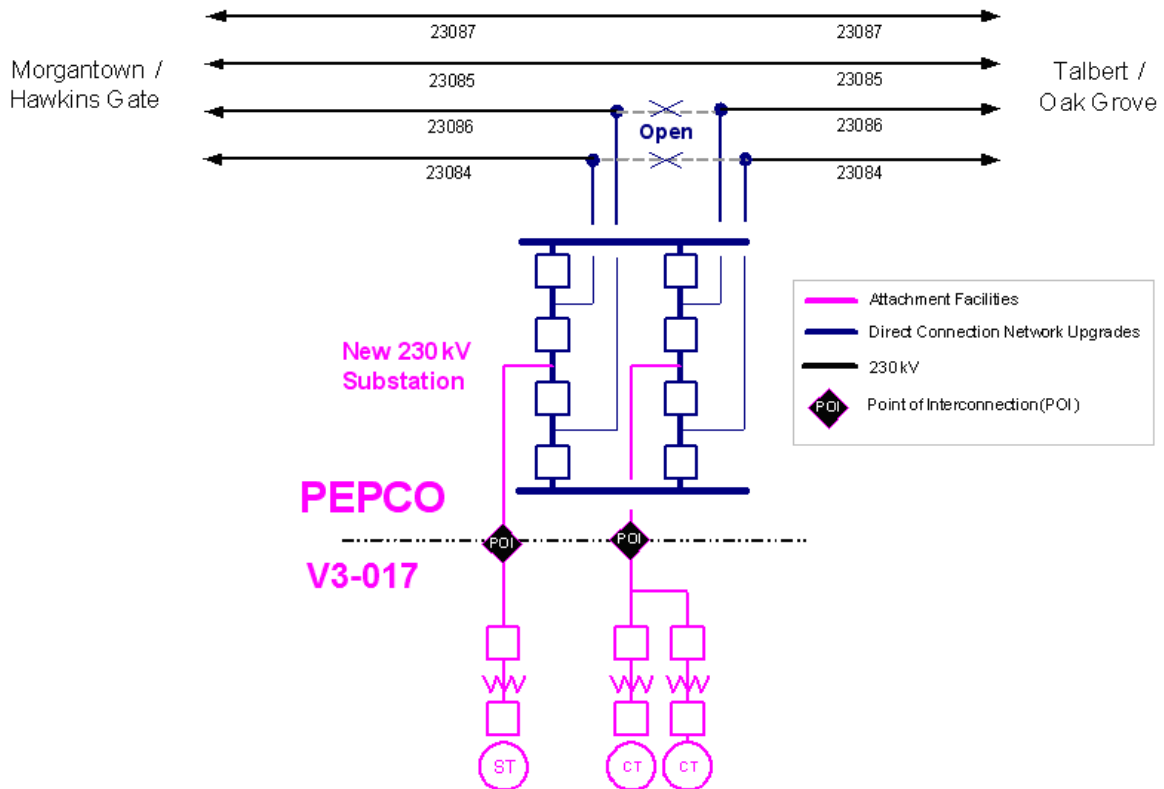 23087 23087
Morgantown /
Hawkins Gate
23085 23085
Talbert /
Oak Grove
23086 23086
Open
23084 23084
Attachment Facilities
Direct Connection Network Upgrades
230 kV
POI Point of Interconnection(POI)
New 230 kV
Substation
PEPCO
POI POI
V3-017
ST CT CT